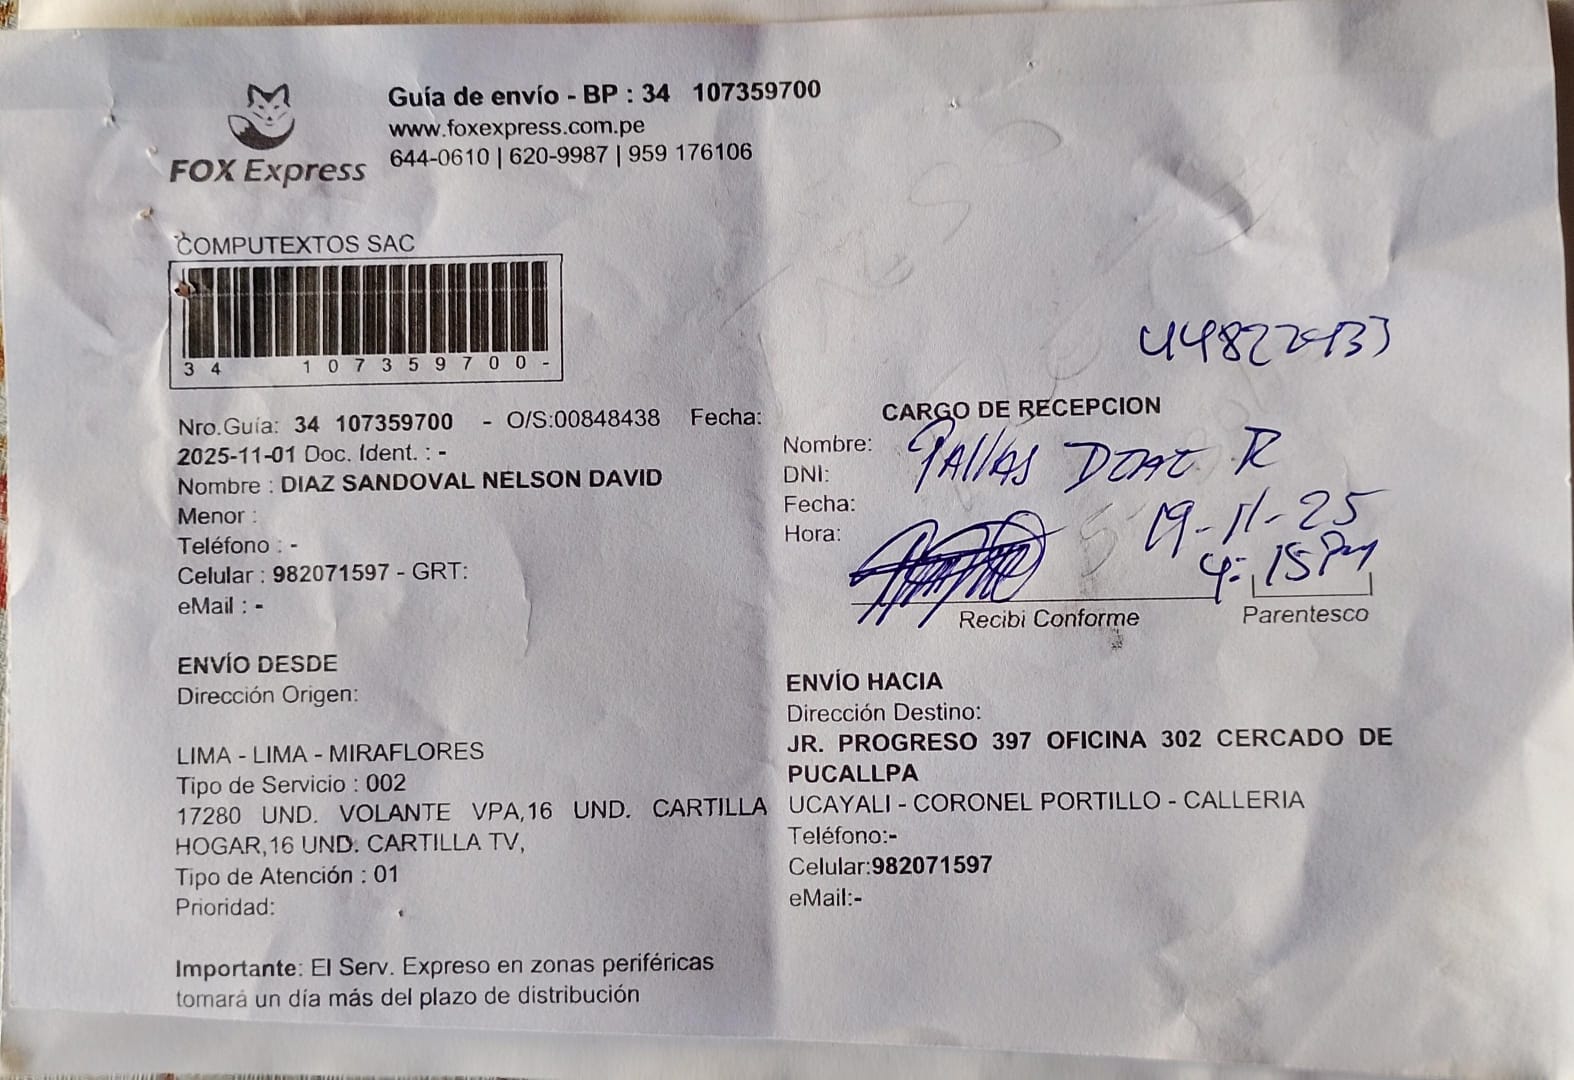 Guía de envío - BP : 34 107359700
www.foxexpress.com.pe
644-0610 | 620-9987 | 959 176106
FOX Express
COMPUTEXTOS SAC
34 107359700-
Nro.Guía: 34 107359700 - O/S:00848438 Fecha:
2025-11-01 Doc. Ident. : -
Nombre : DIAZ SANDOVAL NELSON DAVID
Menor :
Teléfono : -
Celular : 982071597 - GRT:
eMail : -
ENVÍO DESDE
Dirección Origen:
LIMA - LIMA - MIRAFLORES
Tipo de Servicio : 002
17280 UND. VOLANTE VPA,16 UND. CARTILLA
HOGAR,16 UND. CARTILLA TV,
Tipo de Atención : 01
Prioridad:
Importante: El Serv. Expreso en zonas periféricas
tomará un día más del plazo de distribución
CARGO DE RECEPCION
Nombre: Pallas R
DNI:
Fecha: 19-11-25
Hora: 4:15 PM
Recibi Conforme
Parentesco
ENVÍO HACIA
Dirección Destino:
JR. PROGRESO 397 OFICINA 302 CERCADO DE
PUCALLPA
UCAYALI - CORONEL PORTILLO - CALLERIA
Teléfono:-
Celular:982071597
eMail:-